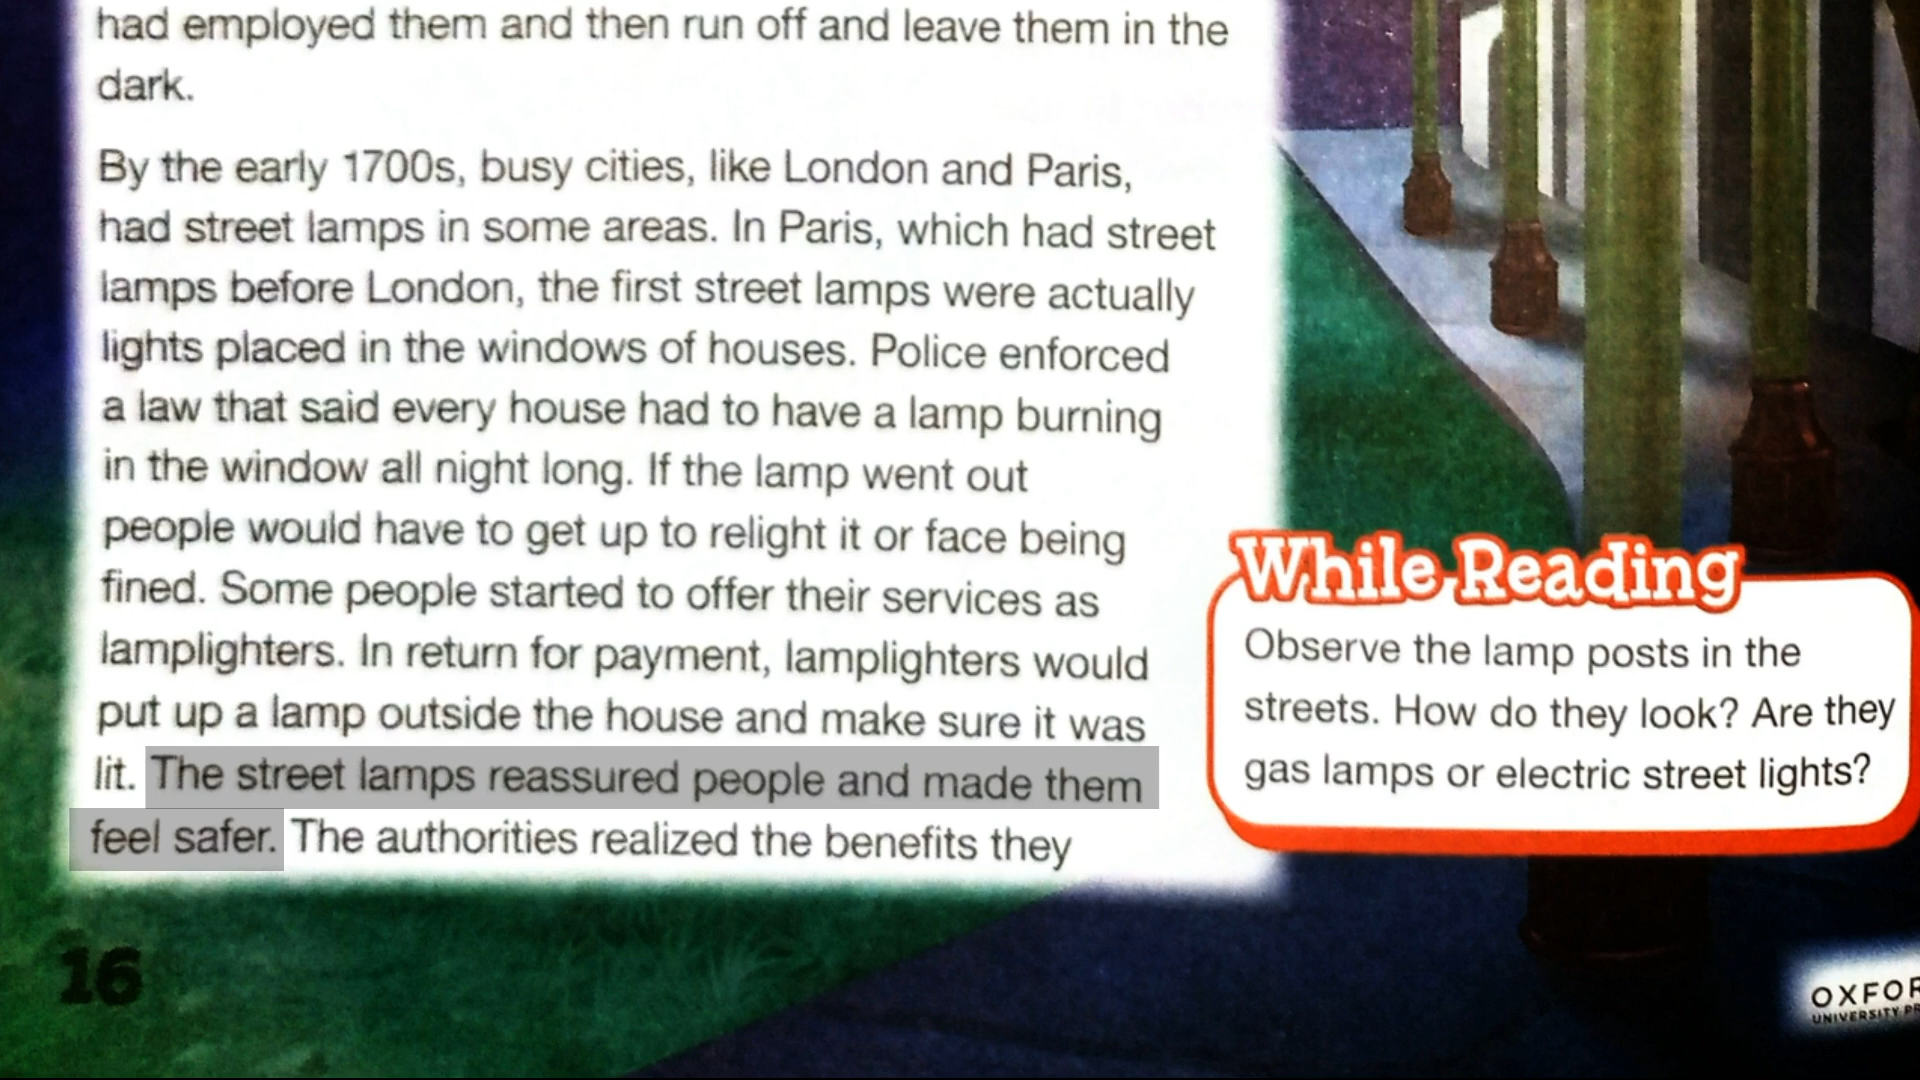 had employed them and then run off and leave them in the
dark.
By the early 1700s, busy cities, like London and Paris,
had street lamps in some areas. In Paris, which had street
lamps before London, the first street lamps were actually
lights placed in the windows of houses. Police enforced
a law that said every house had to have a lamp burning
in the window all night long. If the lamp went out
people would have to get up to relight it or face being
fined. Some people started to offer their services as
lamplighters. In return for payment, lamplighters would
put up a lamp outside the house and make sure it was
lit. The street lamps reassured people and made them
feel safer. The authorities realized the benefits they
While Reading
Observe the lamp posts in the
streets. How do they look? Are they
gas lamps or electric street lights?
16
OXFOR
UNIVERSITY PR